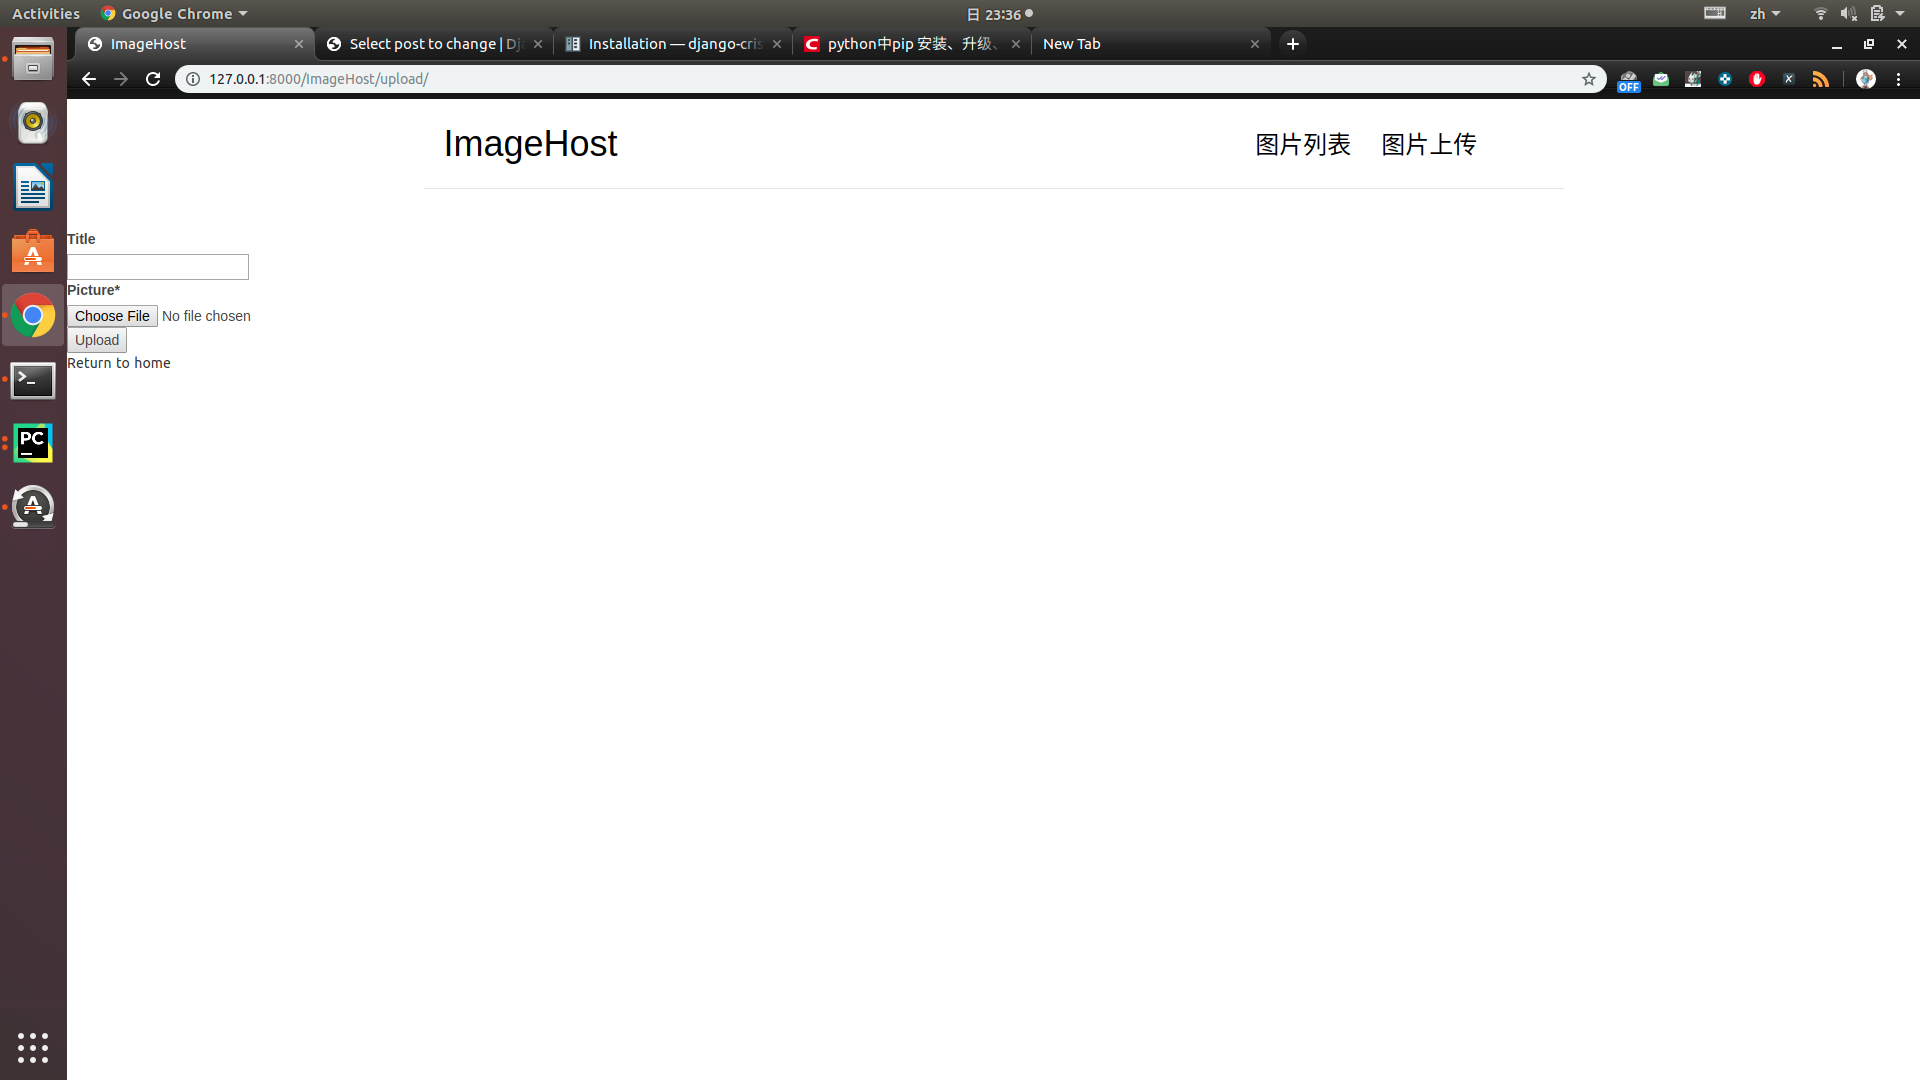 Activities
Google Chrome
日 23:36
zh
ImageHost
Select post to change | Dj
Installation — django-cris
python中pip 安装、升级、
New Tab
127.0.0.1:8000/ImageHost/upload/
OFF
ImageHost
图片列表
图片上传
Title
Picture*
Choose File No file chosen
Upload
Return to home
PC